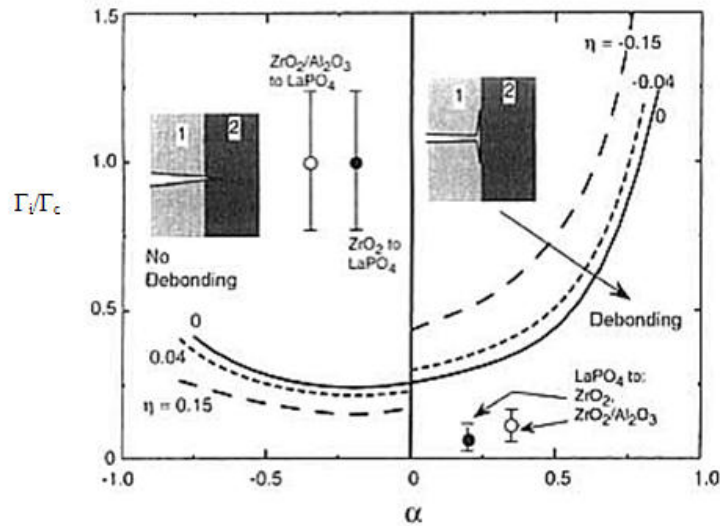 1.5
1.0
0.5
0
Γi/Γc
-1.0
-0.5
0
0.5
1.0
α
ZrO2/Al2O3
to LaPO4
1
2
ZrO2 to
LaPO4
No
Debonding
0
0.04
η = 0.15
η = -0.15
-0.04
0
1
2
Debonding
LaPO4 to:
ZrO2,
ZrO2/Al2O3